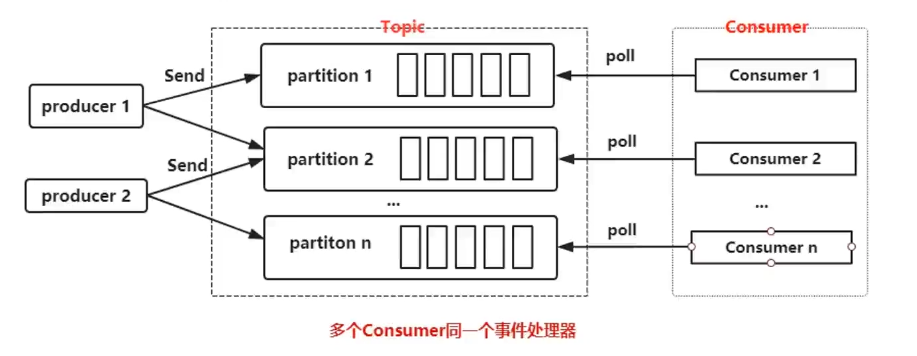 Topic
Consumer
Send
partition 1
poll
Consumer 1
producer 1
Send
partition 2
poll
Consumer 2
producer 2
...
...
partiton n
poll
Consumer n
多个Consumer同一个事件处理器